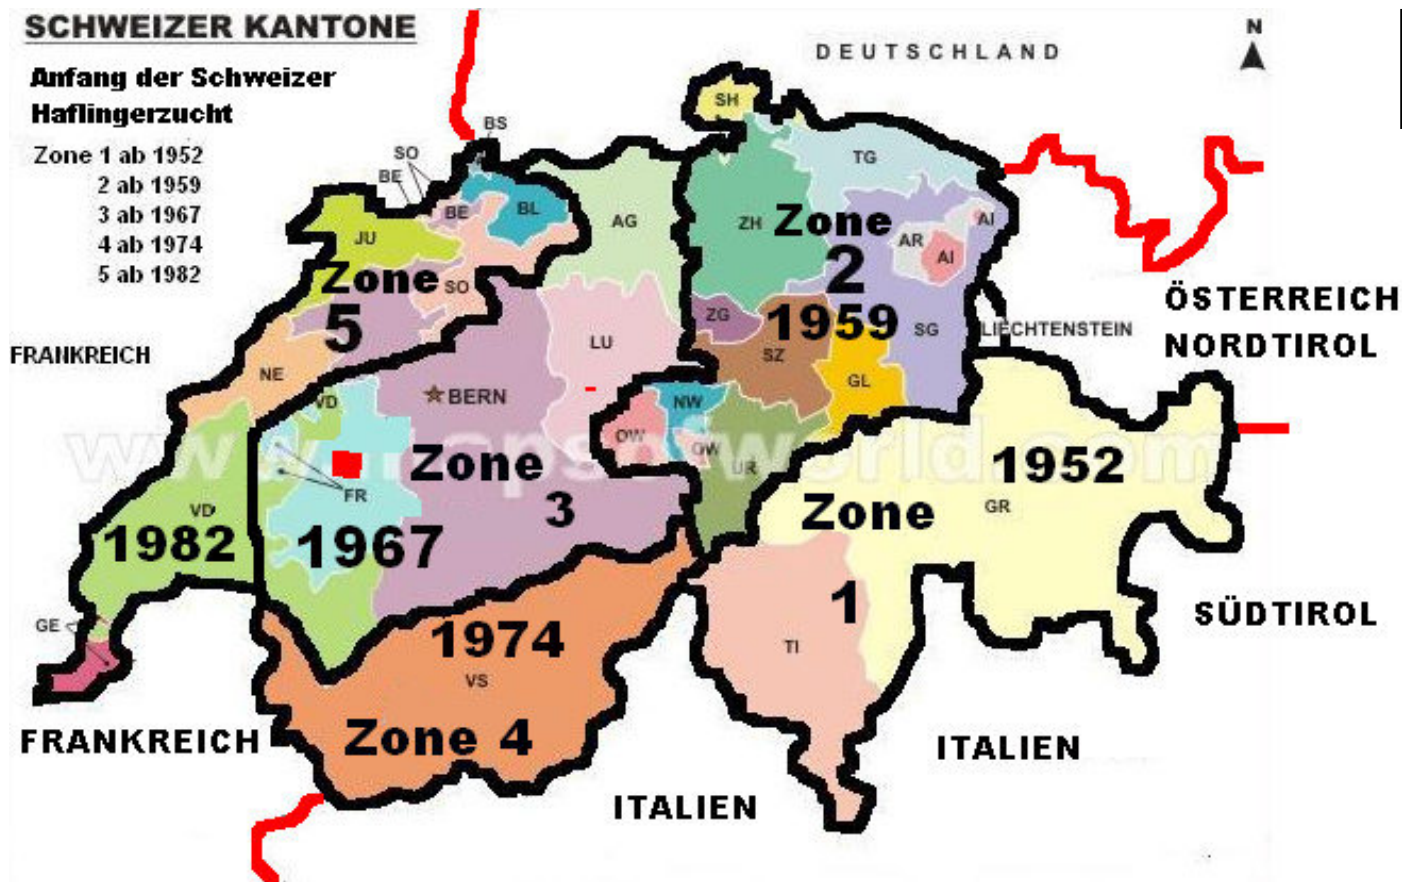 SCHWEIZER KANTONE
Anfang der Schweizer
Haflingerzucht
Zone 1 ab 1952
2 ab 1959
3 ab 1967
4 ab 1974
5 ab 1982
N
DEUTSCHLAND
SH
BS
SO
BE
BE
BL
AG
TG
ZH
Zone
2
1959
AI
AR
AI
JU
Zone
5
SO
ZG
SZ
GL
SG
LIECHTENSTEIN
ÖSTERREICH
NORDTIROL
FRANKREICH
NE
LU
BERN
VD
NW
OW
OW
UR
www.mapsofworld.com
Zone
3
1967
FR
VD
1982
1952
Zone
GR
1
TI
SÜDTIROL
GE
1974
VS
Zone 4
FRANKREICH
ITALIEN
ITALIEN